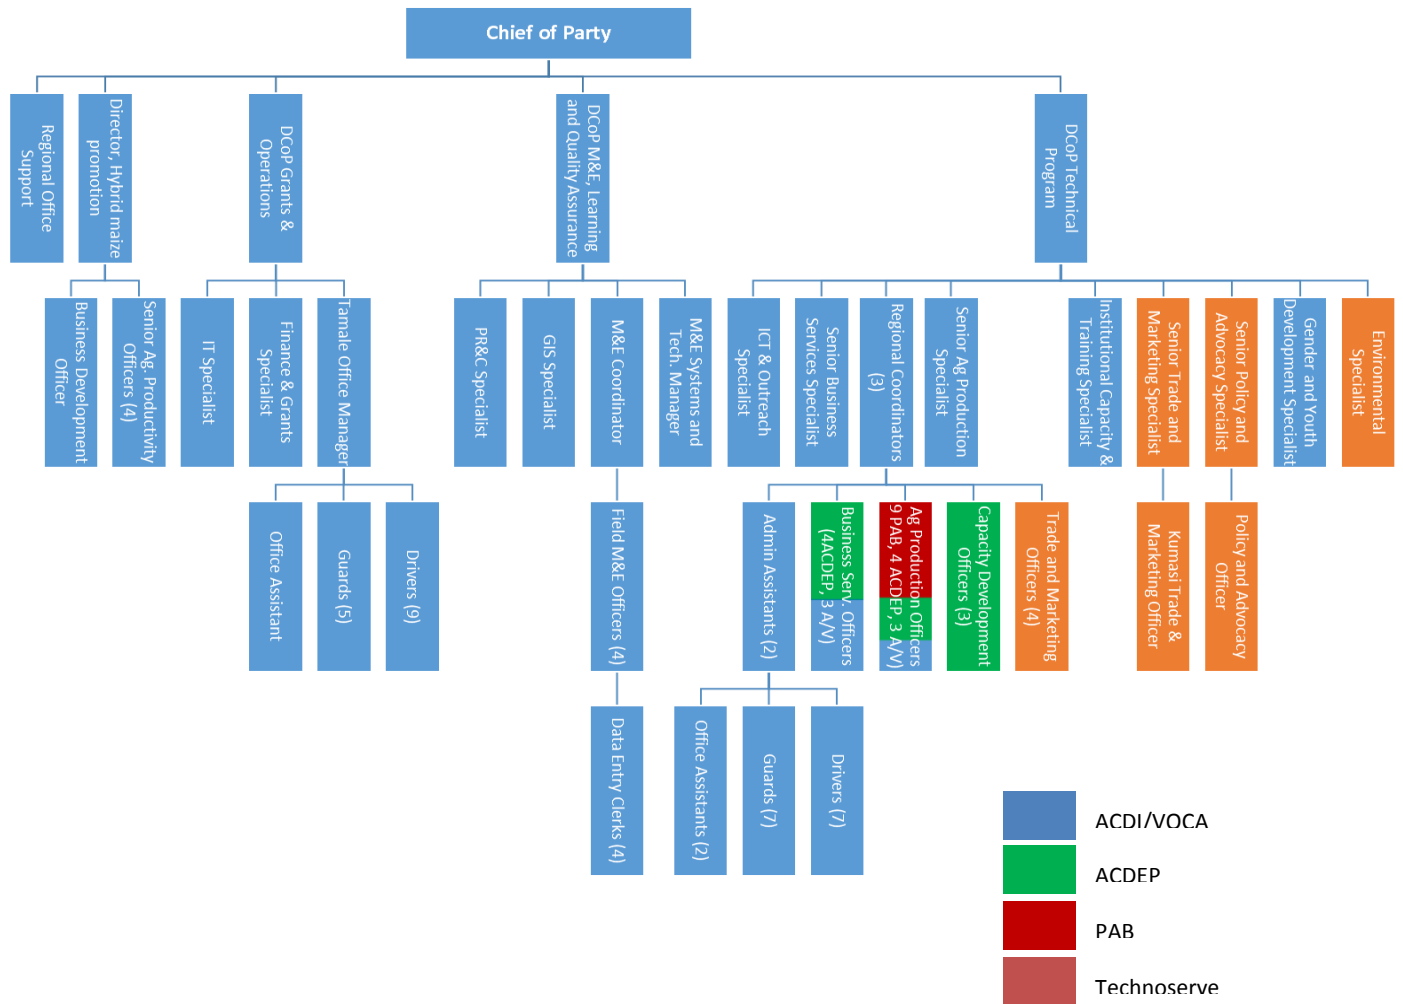 Chief of Party
Regional Office
Support
Director, Hybrid maize
promotion
DCoP Grants &
Operations
DCoP M&E, Learning
and Quality Assurance
DCoP Technical
Program
Business Development
Officer
Senior Ag. Productivity
Officers (4)
IT Specialist
Finance & Grants
Specialist
Tamale Office Manager
PR&C Specialist
GIS Specialist
M&E Coordinator
M&E Systems and
Tech. Manager
ICT & Outreach
Specialist
Senior Business
Services Specialist
Regional Coordinators
(3)
Senior Ag Production
Specialist
Institutional Capacity &
Training Specialist
Senior Trade and
Marketing Specialist
Senior Policy and
Advocacy Specialist
Gender and Youth
Development Specialist
Environmental
Specialist
Office Assistant
Guards (5)
Drivers (9)
Field M&E Officers (4)
Admin Assistants (2)
Business Serv. Officers
(4ACDEP, 3 A/V)
Ag Production Officers
9 PAB, 4 ACDEP, 3 A/V)
Capacity Development
Officers (3)
Trade and Marketing
Officers (4)
Kumasi Trade &
Marketing Officer
Policy and Advocacy
Officer
Data Entry Clerks (4)
Office Assistants (2)
Guards (7)
Drivers (7)
ACDI/VOCA
ACDEP
PAB
Technoserve